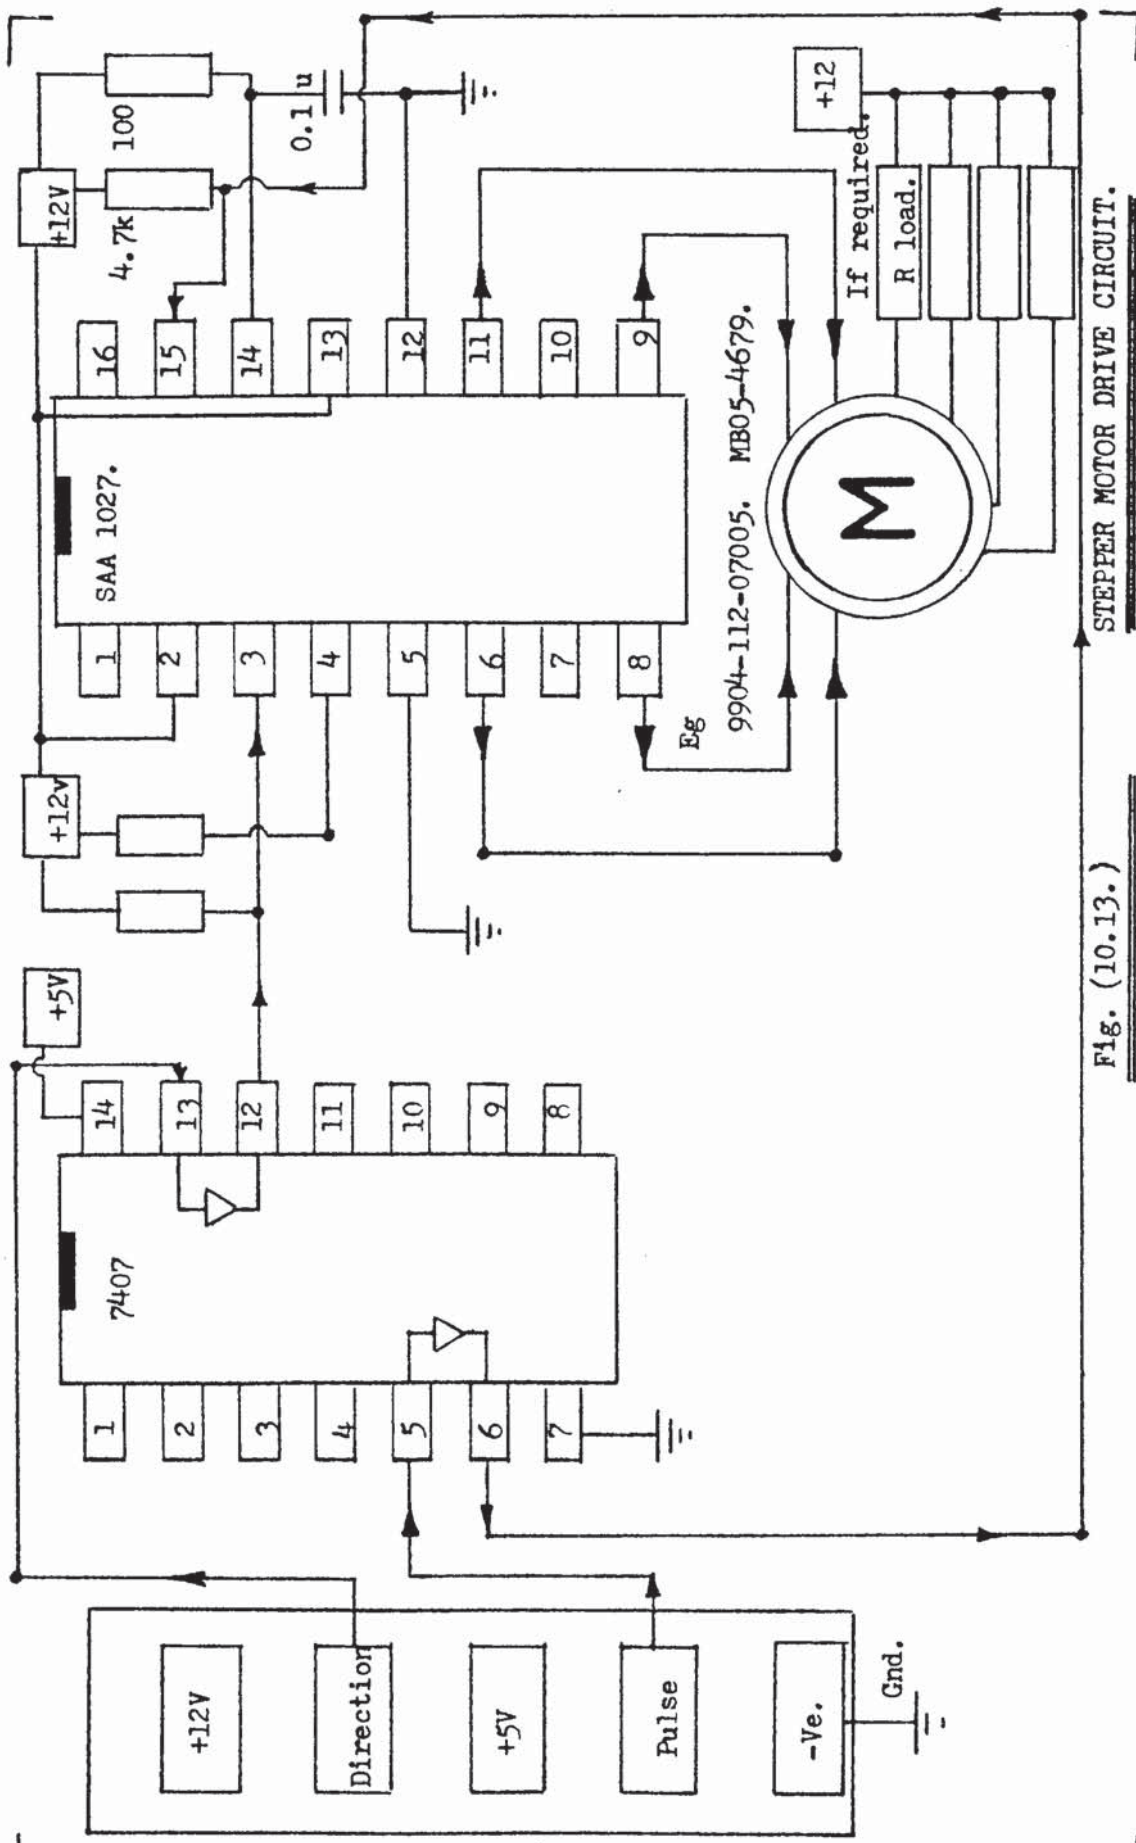 +12V
Direction
+5V
Pulse
-Ve.
Gnd.
7407
1
2
3
4
5
6
7
14
13
12
11
10
9
8
+5V
+12v
SAA 1027.
1
2
3
4
5
6
7
8
16
15
14
13
12
11
10
9
+12V
100
4.7k
0.1 u
Eg
9904-112-07005. MB05-4679.
M
+12
If required.
R load.
Fig. (10.13.) STEPPER MOTOR DRIVE CIRCUIT.